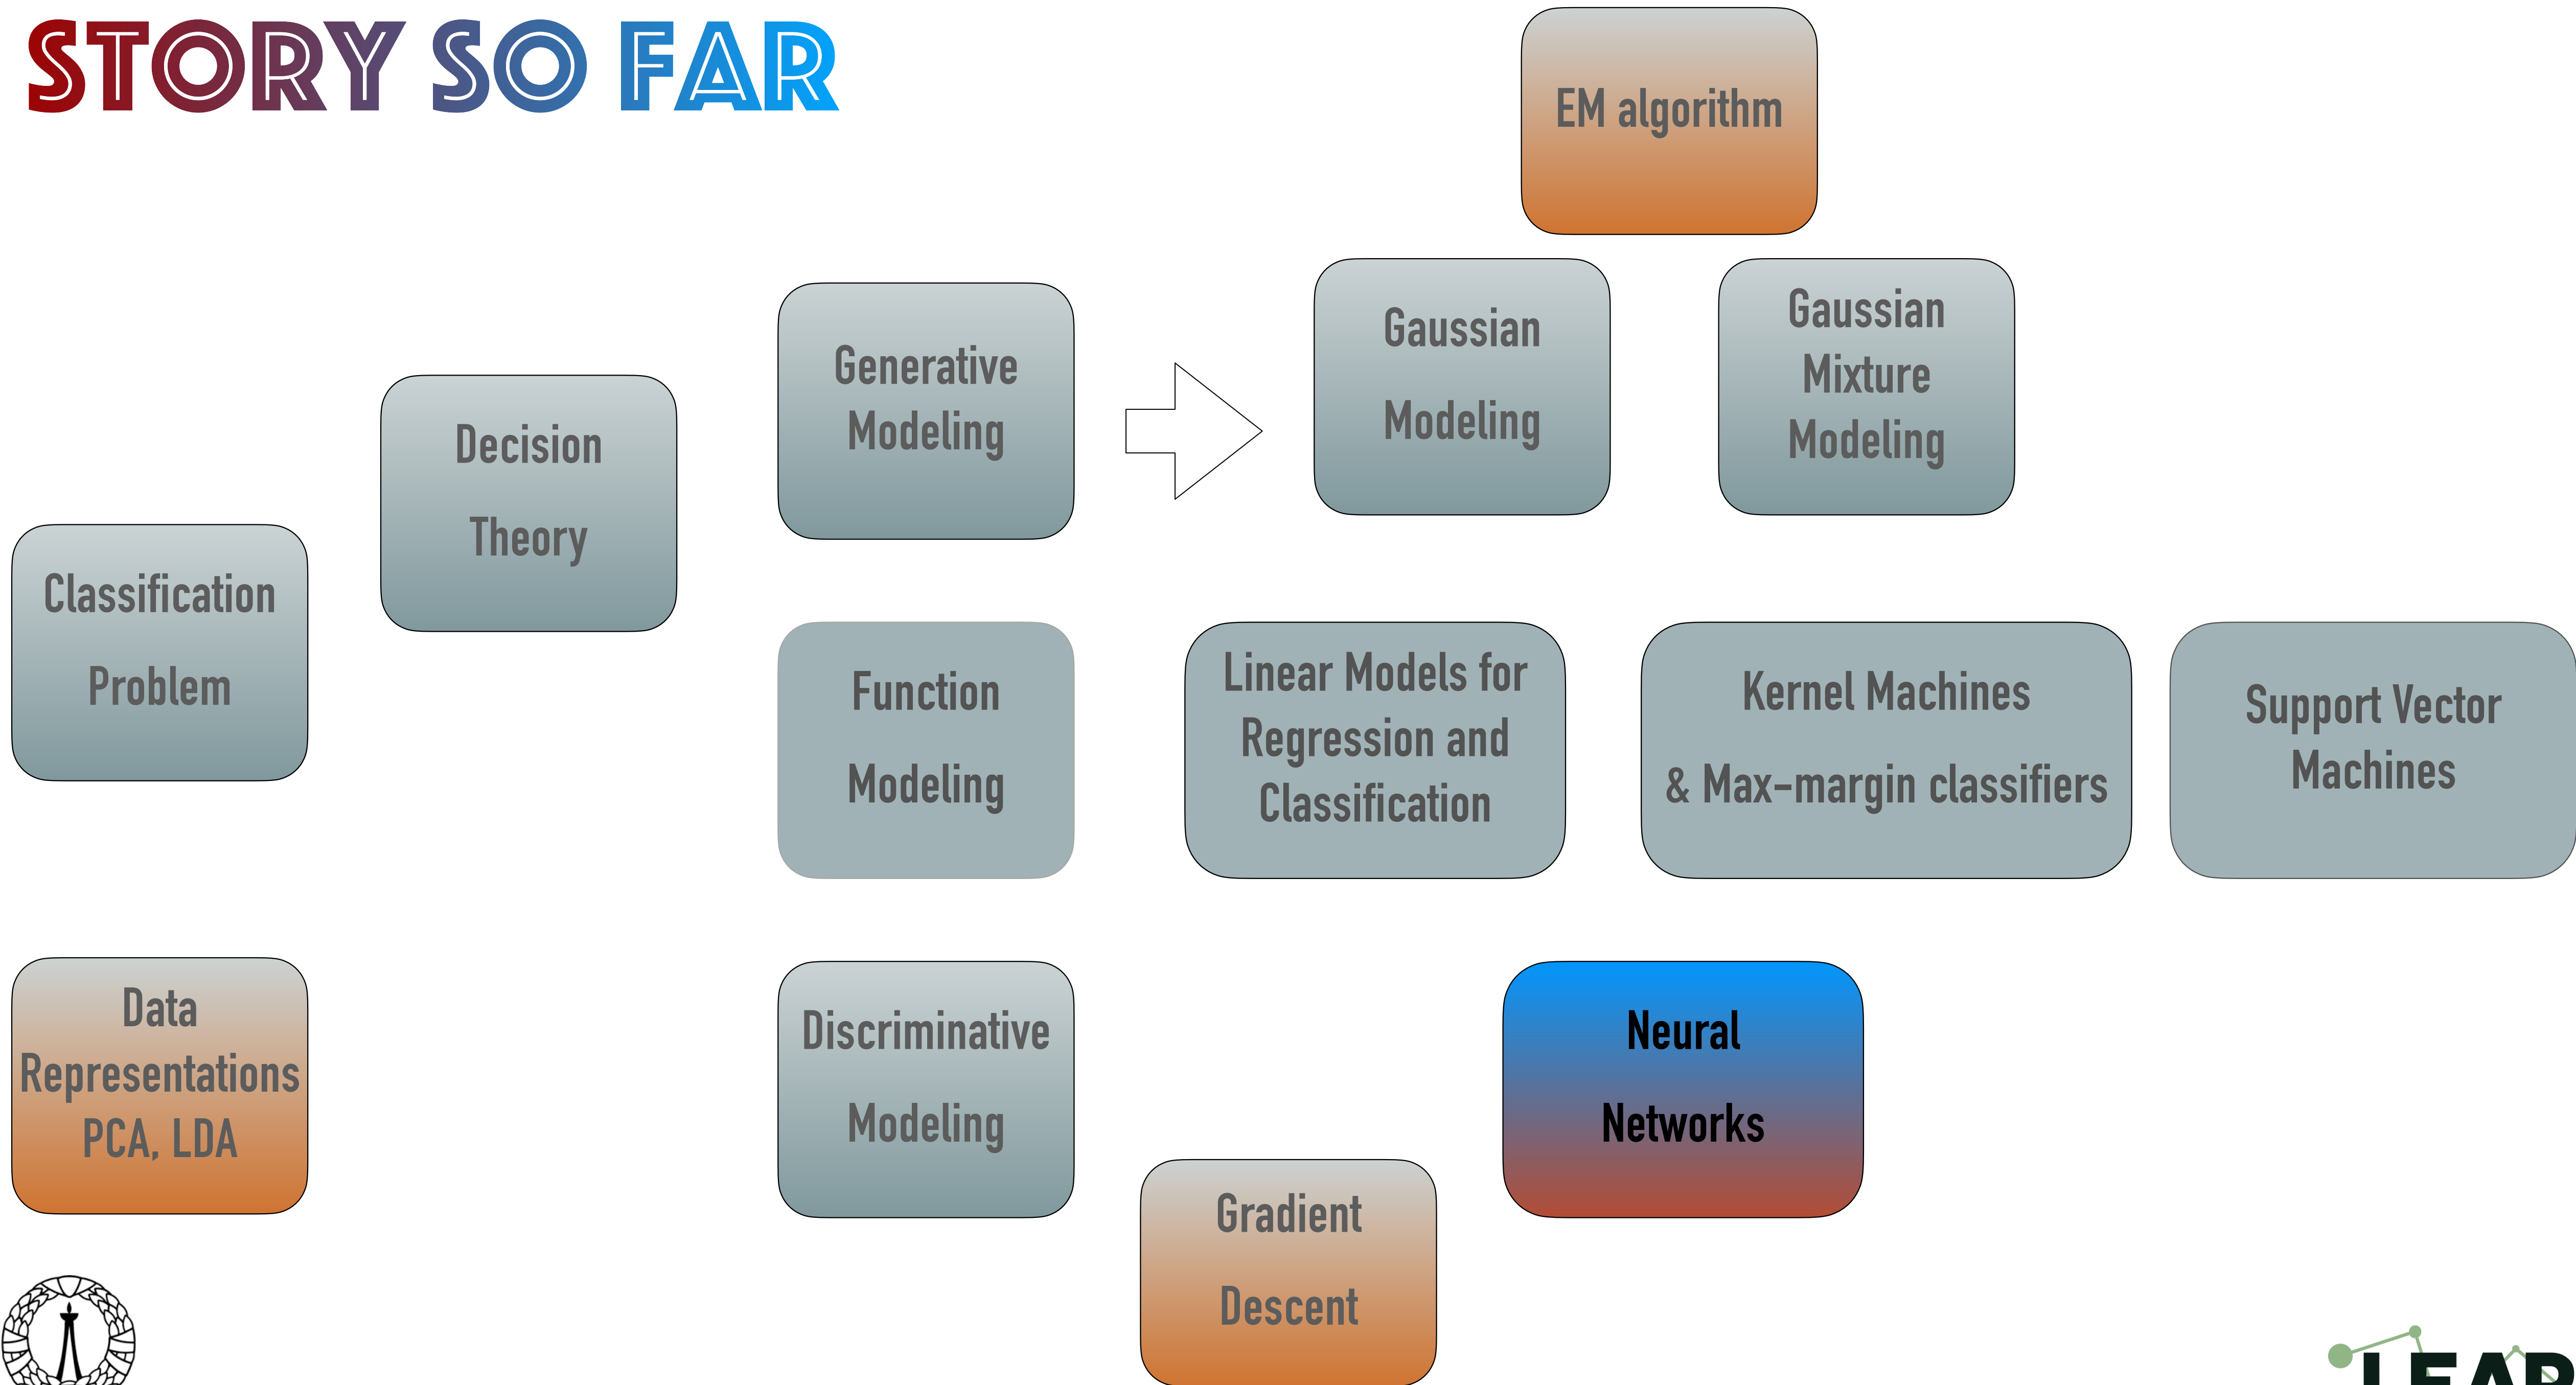 STORY SO FAR
EM algorithm
Generative
Modeling
Gaussian
Modeling
Gaussian
Mixture
Modeling
Decision
Theory
Classification
Problem
Function
Modeling
Linear Models for
Regression and
Classification
Kernel Machines
& Max-margin classifiers
Support Vector
Machines
Data
Representations
PCA, LDA
Discriminative
Modeling
Neural
Networks
Gradient
Descent